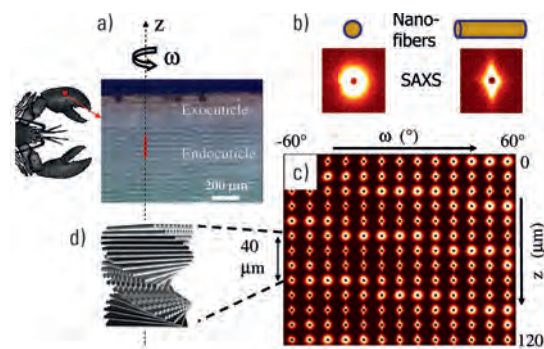 a)
z
ω
Exocuticle
Endocuticle
200 μm
b)
Nano-
fibers
SAXS
-60°
ω (°)
60°
c)
0
z (μm)
120
d)
40
μm